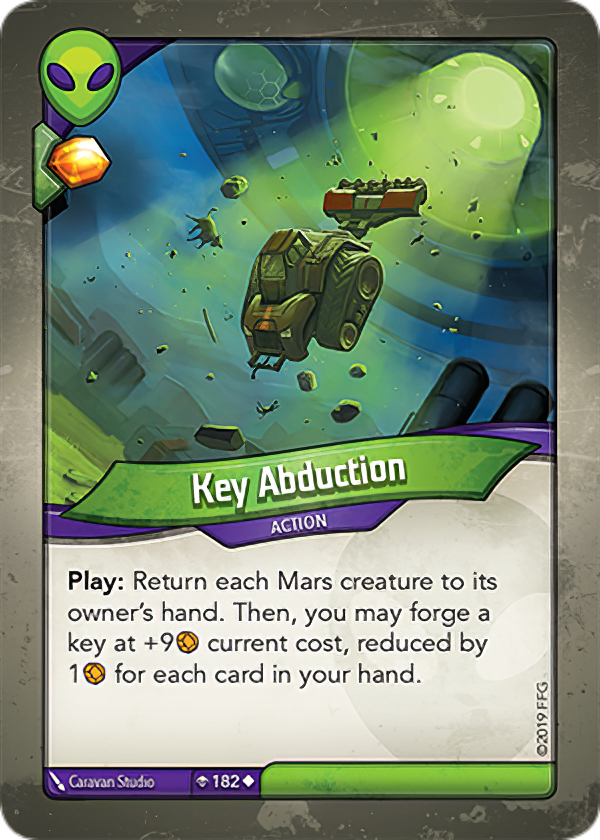 Key Abduction
ACTION
Play: Return each Mars creature to its
owner's hand. Then, you may forge a
key at +9 current cost, reduced by
1 for each card in your hand.
©2019 FFG
Caravan Studio
182